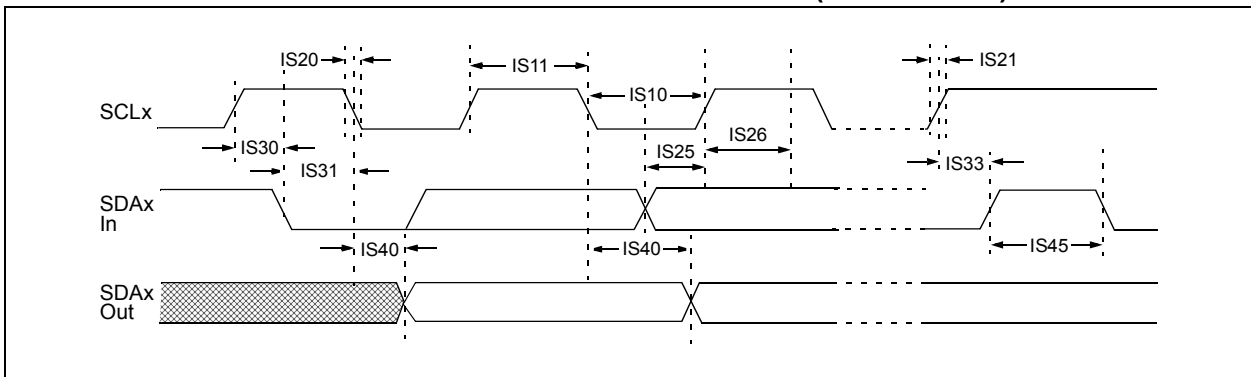 IS20
IS11
IS21
SCLx
IS10
IS30
IS31
IS25
IS26
IS33
SDAx
In
IS40
IS40
IS45
SDAx
Out